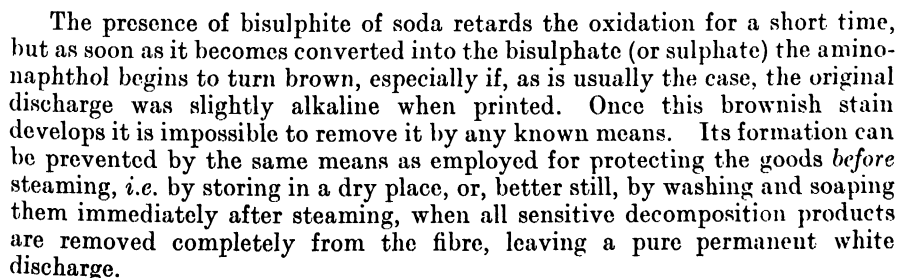 The presence of bisulphite of soda retards the oxidation for a short time,
but as soon as it becomes converted into the bisulphate (or sulphate) the amino-
naphthol begins to turn brown, especially if, as is usually the case, the original
discharge was slightly alkaline when printed. Once this brownish stain
develops it is impossible to remove it by any known means. Its formation can
be prevented by the same means as employed for protecting the goods before
steaming, i.e. by storing in a dry place, or, better still, by washing and soaping
them immediately after steaming, when all sensitive decomposition products
are removed completely from the fibre, leaving a pure permanent white
discharge.